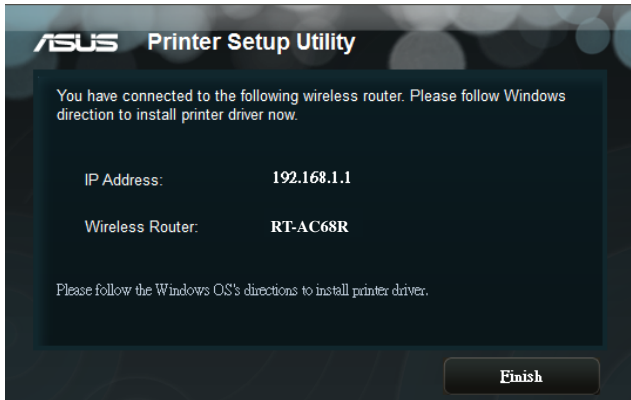 ASUS Printer Setup Utility
You have connected to the following wireless router. Please follow Windows
direction to install printer driver now.
IP Address: 192.168.1.1
Wireless Router: RT-AC68R
Please follow the Windows OS's directions to install printer driver.
Finish